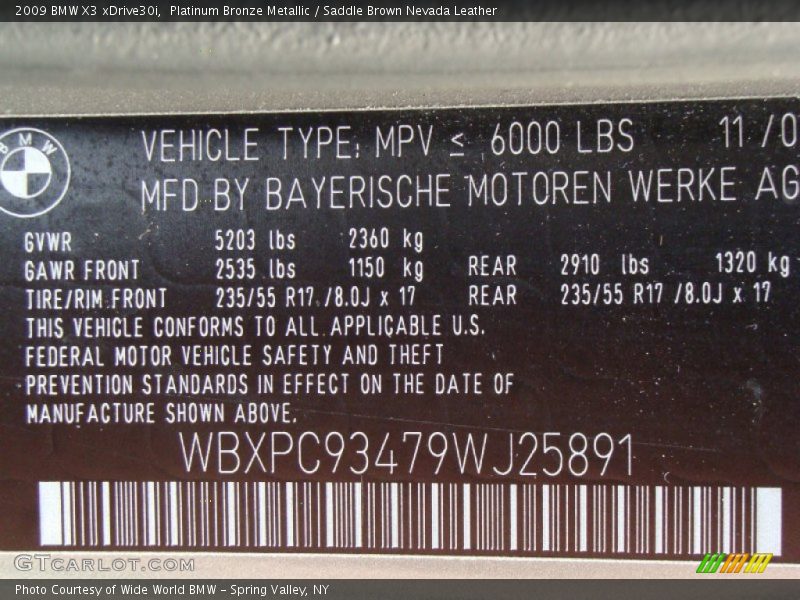 2009 BMW X3 xDrive30i, Platinum Bronze Metallic / Saddle Brown Nevada Leather
BMW
VEHICLE TYPE: MPV ≤ 6000 LBS 11 /0
MFD BY BAYERISCHE MOTOREN WERKE AG
GVWR 5203 lbs 2360 kg
GAWR FRONT 2535 lbs 1150 kg REAR 2910 lbs 1320 kg
TIRE/RIM FRONT 235/55 R17 /8.0J x 17 REAR 235/55 R17 /8.0J x 17
THIS VEHICLE CONFORMS TO ALL APPLICABLE U.S.
FEDERAL MOTOR VEHICLE SAFETY AND THEFT
PREVENTION STANDARDS IN EFFECT ON THE DATE OF
MANUFACTURE SHOWN ABOVE.
WBXPC93479WJ25891
GTCARLOT.COM
Photo Courtesy of Wide World BMW - Spring Valley, NY